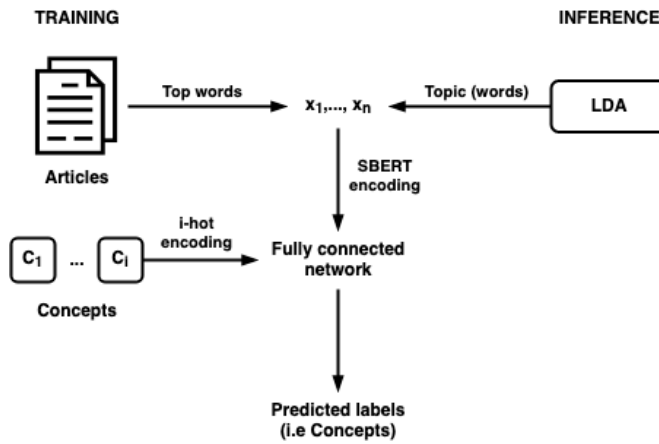 TRAINING
INFERENCE
Top words
x1,..., xn
Topic (words)
LDA
Articles
SBERT
encoding
i-hot
encoding
C1 ... Ci
Fully connected
network
Concepts
Predicted labels
(i.e Concepts)